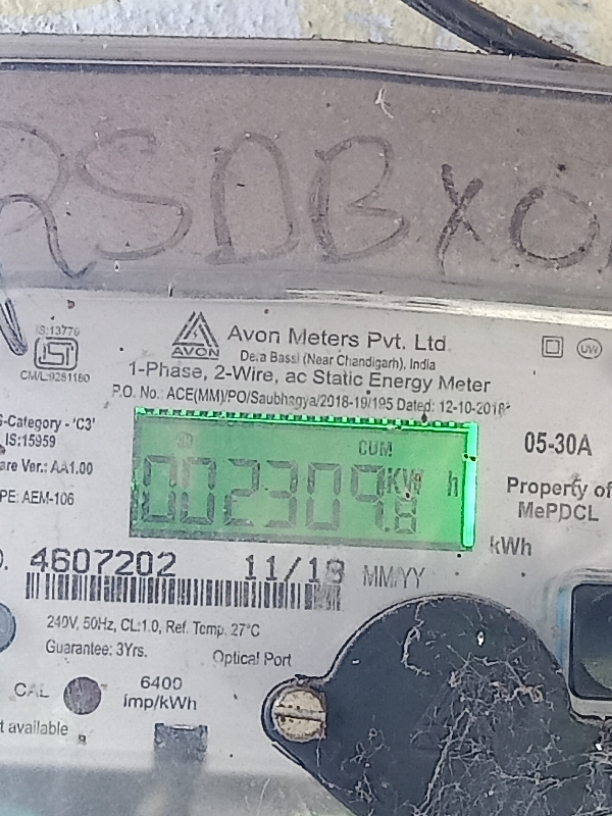 RSDBXO
IS:13779
CM/L:9261160
AVON
Avon Meters Pvt. Ltd.
Dera Bassi (Near Chandigarh), India
UW
1-Phase, 2-Wire, ac Static Energy Meter
P.O. No.: ACE(MM)/PO/Saubhagya/2018-19/195 Dated: 12-10-2018
-Category - 'C3'
IS:15959
are Ver.: AA1.00
PE: AEM-106
CUM
002309.8 KW h
05-30A
Property of
MePDCL
kWh
4607202 11/18 MM/YY
240V, 50Hz, CL:1.0, Ref. Temp. 27°C
Guarantee: 3Yrs.
Optical Port
CAL
6400
imp/kWh
t available